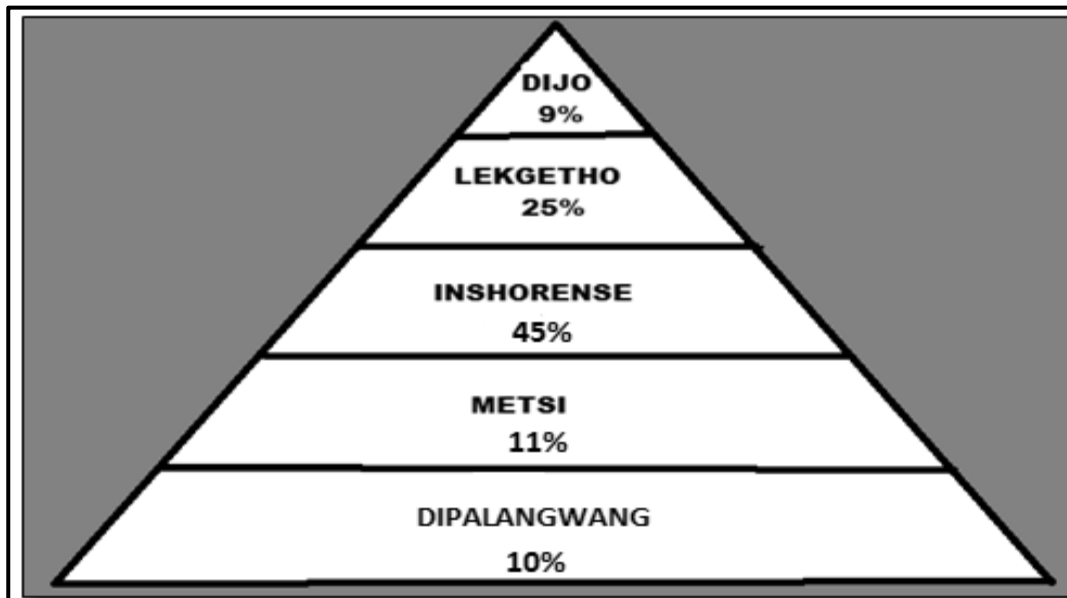 DIJO
9%
LEKGETHO
25%
INSHORENSE
45%
METSI
11%
DIPALANGWANG
10%